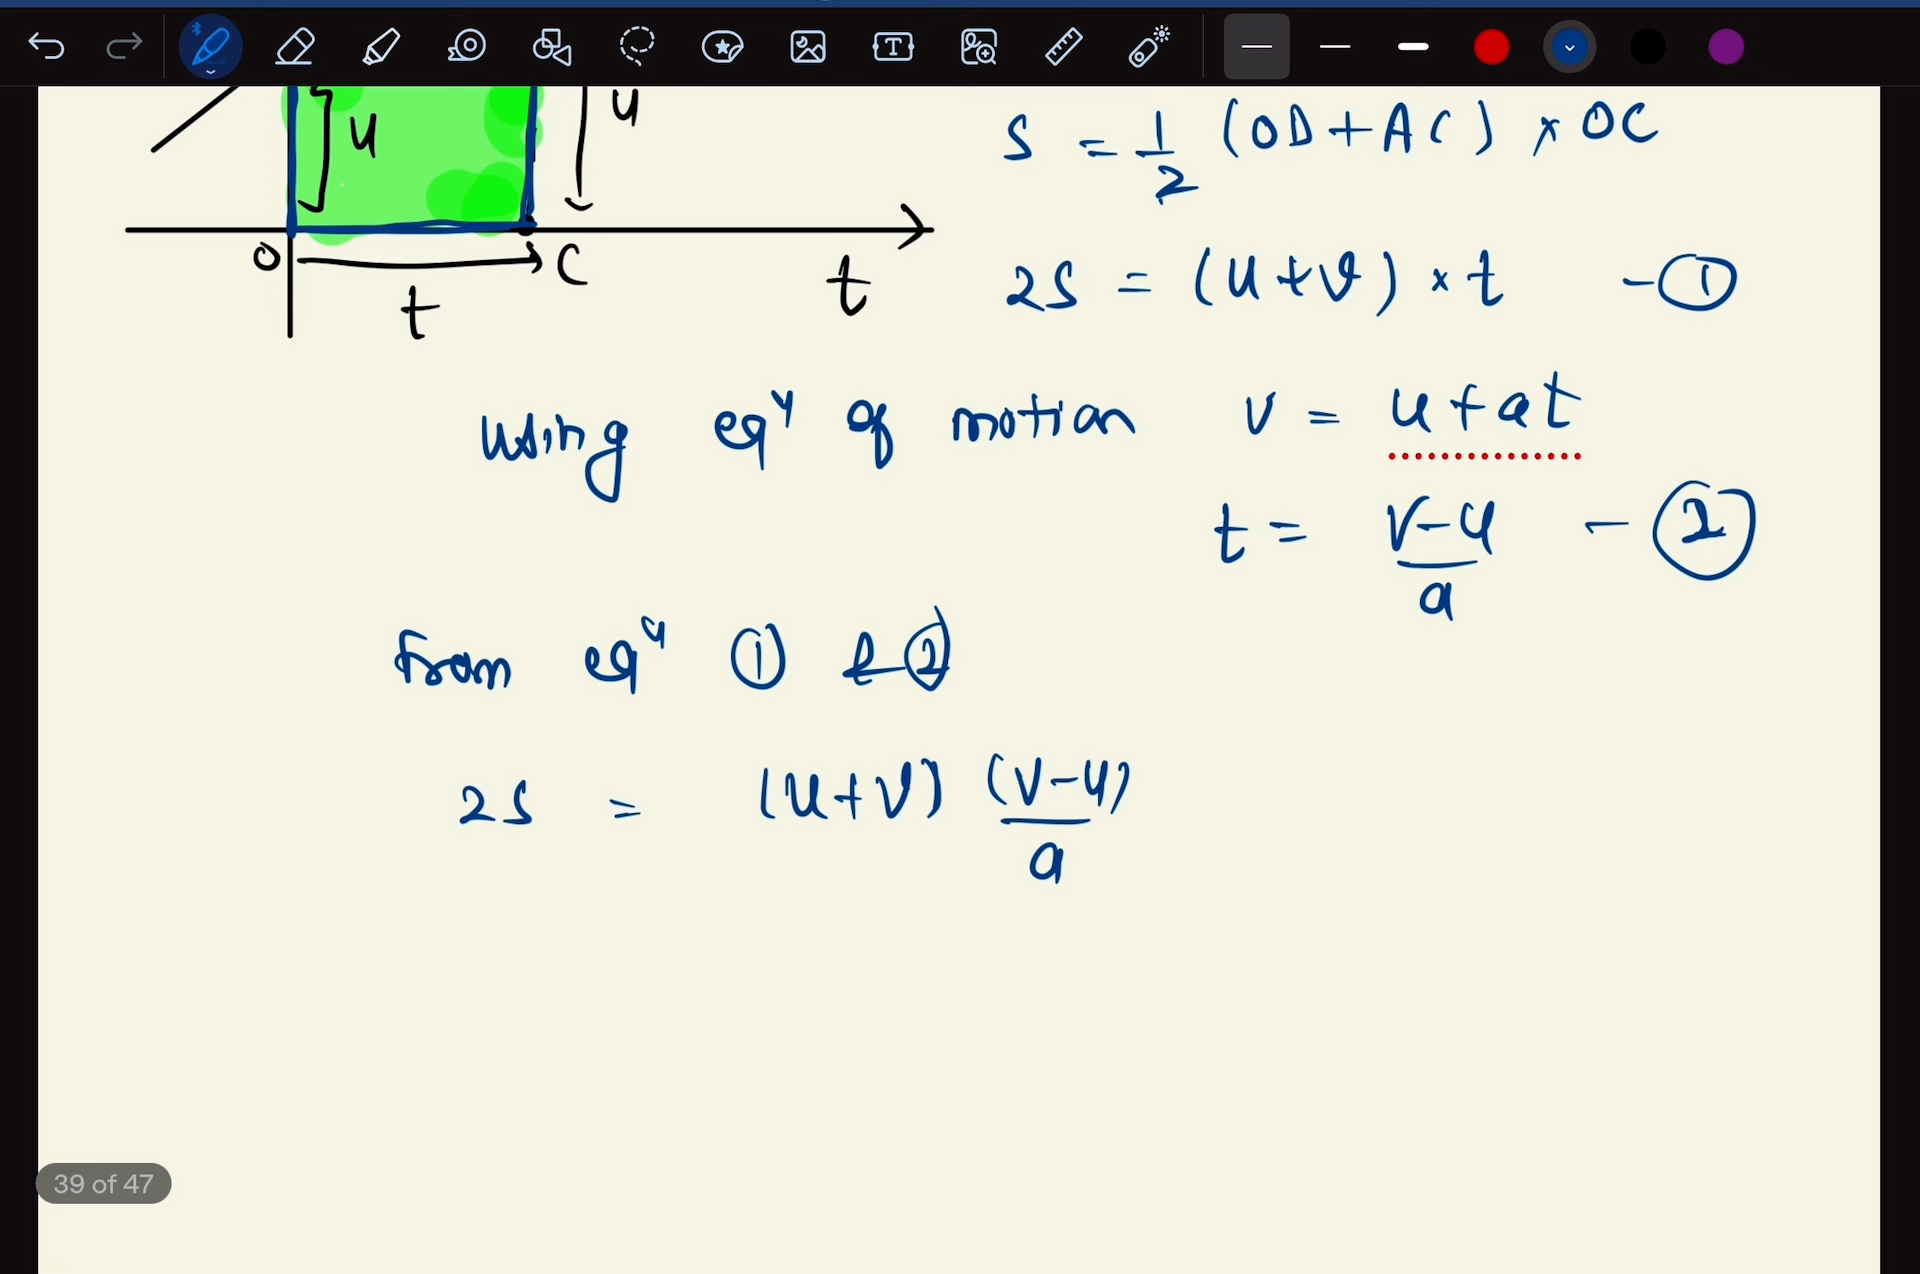 u
u
S = 1/2 (OD + AC) × OC
O
C
t
t
2S = (u + v) × t - ①
Using eqⁿ of motion v = u + at
t = v-u/a - ②
from eqⁿ ① & ②
2S = (u+v) (v-u)/a
39 of 47